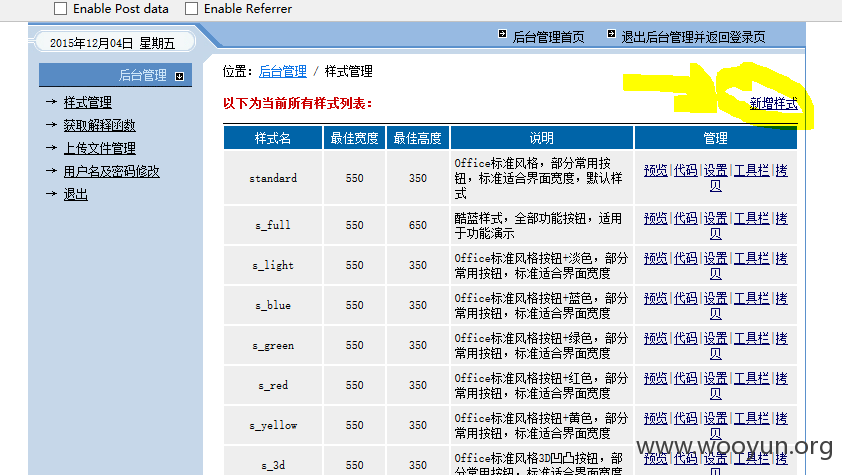 Enable Post data Enable Referrer
2015年12月04日 星期五
后台管理首页 退出后台管理并返回登录页
后台管理
样式管理
获取解释函数
上传文件管理
用户名及密码修改
退出
位置：后台管理 / 样式管理
以下为当前所有样式列表：
新增样式
样式名 最佳宽度 最佳高度 说明 管理
standard 550 350 Office标准风格，部分常用按
钮，标准适合界面宽度，默认样
式
预览|代码|设置|工具栏|拷
贝
s_full 550 650 酷蓝样式，全部功能按钮，适用
于功能演示
预览|代码|设置|工具栏|拷
贝
s_light 550 350 Office标准风格按钮+淡色，部分
常用按钮，标准适合界面宽度
预览|代码|设置|工具栏|拷
贝
s_blue 550 350 Office标准风格按钮+蓝色，部分
常用按钮，标准适合界面宽度
预览|代码|设置|工具栏|拷
贝
s_green 550 350 Office标准风格按钮+绿色，部分
常用按钮，标准适合界面宽度
预览|代码|设置|工具栏|拷
贝
s_red 550 350 Office标准风格按钮+红色，部分
常用按钮，标准适合界面宽度
预览|代码|设置|工具栏|拷
贝
s_yellow 550 350 Office标准风格按钮+黄色，部分
常用按钮，标准适合界面宽度
预览|代码|设置|工具栏|拷
贝
s_3d 550 350 Office标准风格3D凹凸按钮，部
分常用按钮，标准适合界面宽度
预览|代码|设置|工具栏|拷
贝
www.wooyun.org